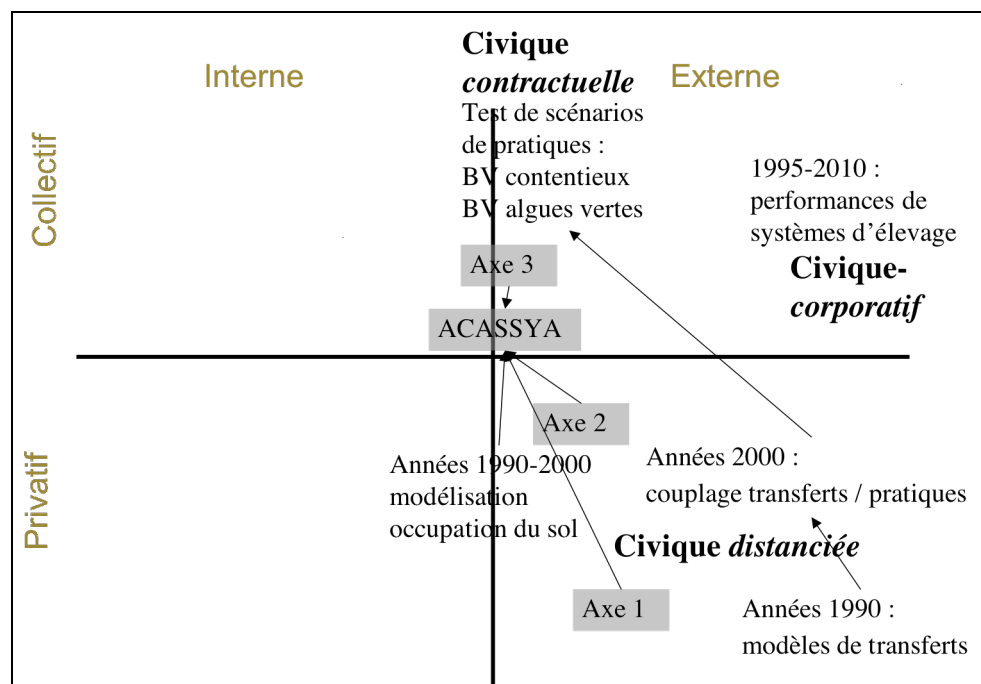 Civique
contractuelle
Interne
Externe
Test de scénarios
de pratiques :
BV contentieux
BV algues vertes
Collectif
1995-2010 :
performances de
systèmes d'élevage
Civique-
corporatif
Axe 3
ACASSYA
Axe 2
Années 1990-2000
modélisation
occupation du sol
Années 2000 :
couplage transferts / pratiques
Privatif
Civique distanciée
Axe 1
Années 1990 :
modèles de transferts